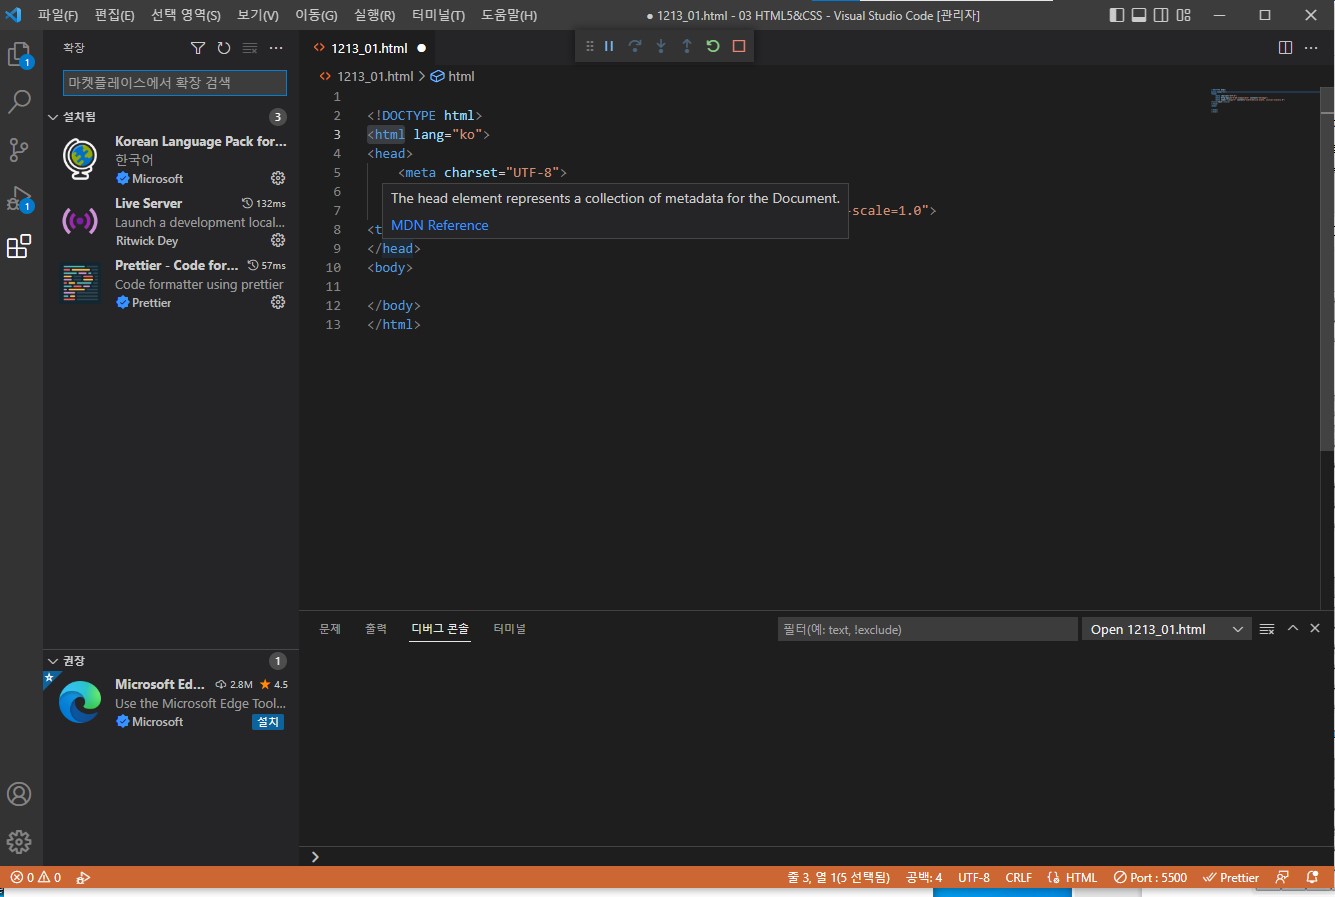 파일(F) 편집(E) 선택 영역(S) 보기(V) 이동(G) 실행(R) 터미널(T) 도움말(H) ● 1213_01.html - 03 HTML5&CSS - Visual Studio Code [관리자]
확장
마켓플레이스에서 확장 검색
설치됨 3
Korean Language Pack for...
한국어
Microsoft
Live Server 132ms
Launch a development local...
Ritwick Dey
Prettier - Code for... 57ms
Code formatter using prettier
Prettier
권장 1
Microsoft Ed... 2.8M ★ 4.5
Use the Microsoft Edge Tool...
Microsoft 설치
1
1
1213_01.html ●
1213_01.html > html
1
2 <!DOCTYPE html>
3 <html lang="ko">
4 <head>
5 <meta charset="UTF-8">
6
7 -scale=1.0">
8 <t
9 </head>
10 <body>
11
12 </body>
13 </html>
The head element represents a collection of metadata for the Document.
MDN Reference
문제 출력 디버그 콘솔 터미널 필터(예: text, !exclude) Open 1213_01.html
0 0 줄 3, 열 1(5 선택됨) 공백: 4 UTF-8 CRLF {} HTML Port : 5500 Prettier